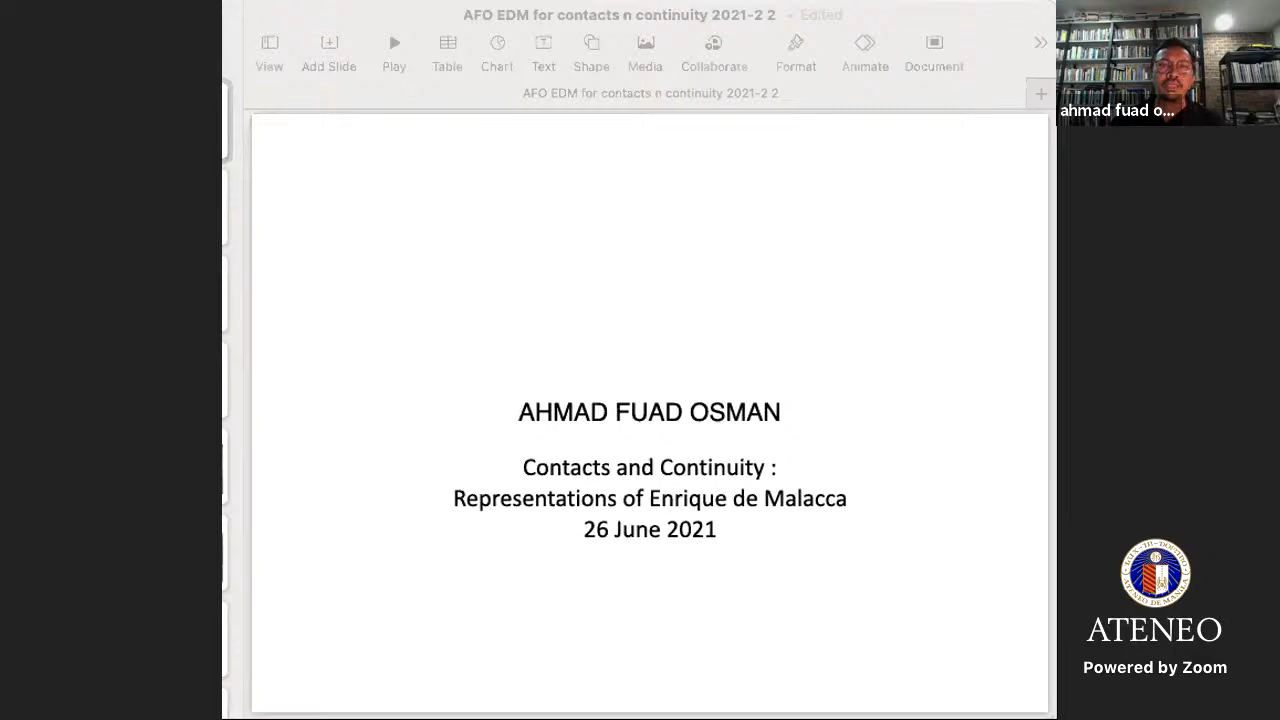 AFO EDM for contacts n continuity 2021-2 2 - Edited
View
Add Slide
Play
Table
Chart
Text
Shape
Media
Collaborate
Format
Animate
Document
AFO EDM for contacts n continuity 2021-2 2
ahmad fuad o...
AHMAD FUAD OSMAN
Contacts and Continuity :
Representations of Enrique de Malacca
26 June 2021
ATENEO
Powered by Zoom